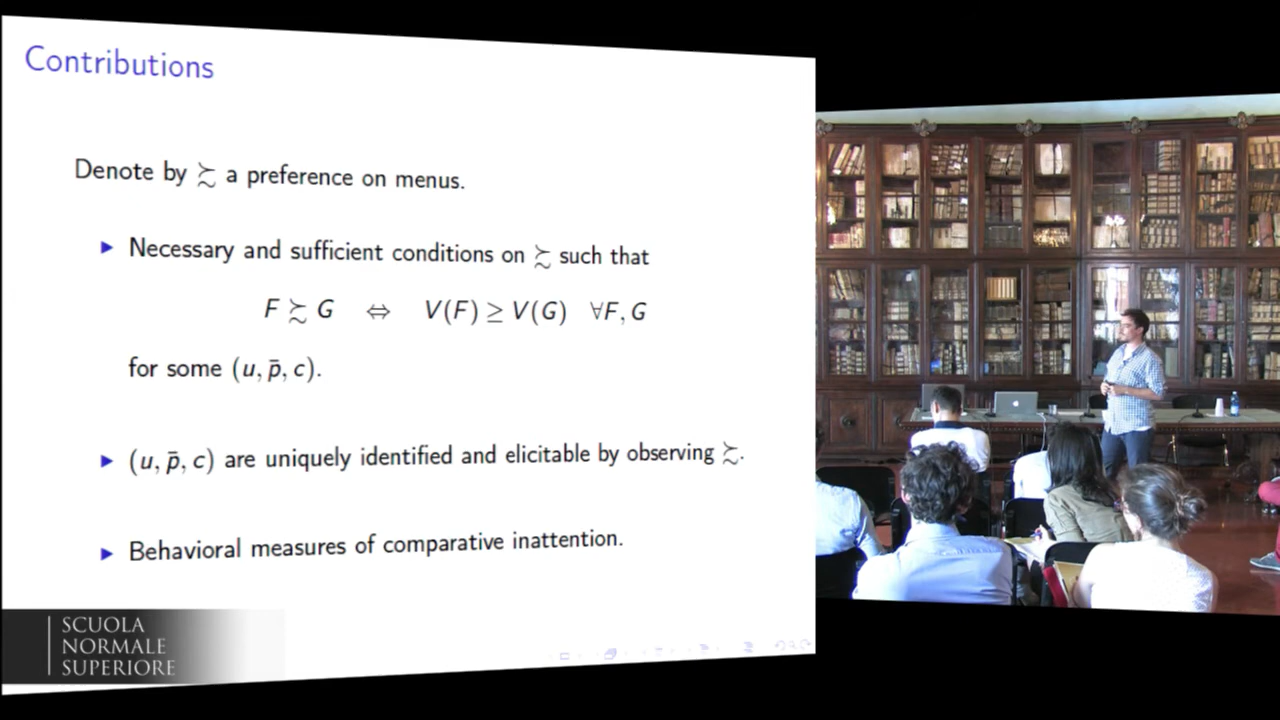 Contributions
Denote by ≿ a preference on menus.
▶ Necessary and sufficient conditions on ≿ such that
F ≿ G ⇔ V(F) ≥ V(G) ∀F, G
for some (u, p̄, c).
▶ (u, p̄, c) are uniquely identified and elicitable by observing ≿.
▶ Behavioral measures of comparative inattention.
SCUOLA
NORMALE
SUPERIORE